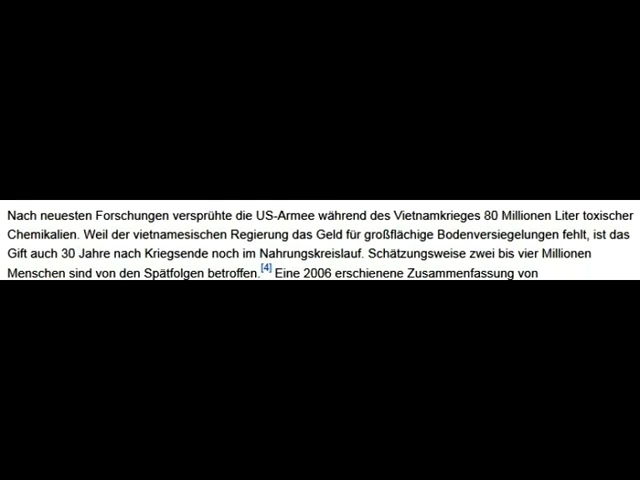 Nach neuesten Forschungen versprühte die US-Armee während des Vietnamkrieges 80 Millionen Liter toxischer
Chemikalien. Weil der vietnamesischen Regierung das Geld für großflächige Bodenversiegelungen fehlt, ist das
Gift auch 30 Jahre nach Kriegsende noch im Nahrungskreislauf. Schätzungsweise zwei bis vier Millionen
Menschen sind von den Spätfolgen betroffen.[4] Eine 2006 erschienene Zusammenfassung von